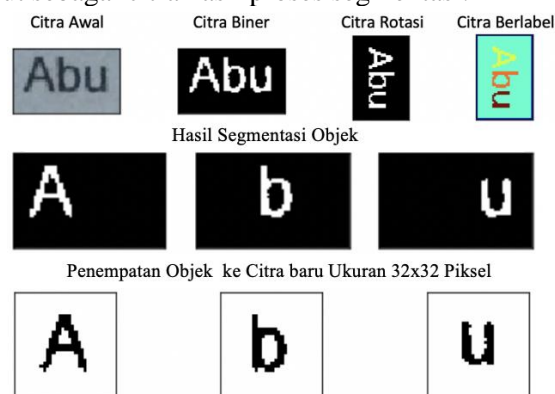 Citra Awal Citra Biner Citra Rotasi Citra Berlabel
Abu Abu Abu Abu
Hasil Segmentasi Objek
A b u
Penempatan Objek ke Citra baru Ukuran 32x32 Piksel
A b u